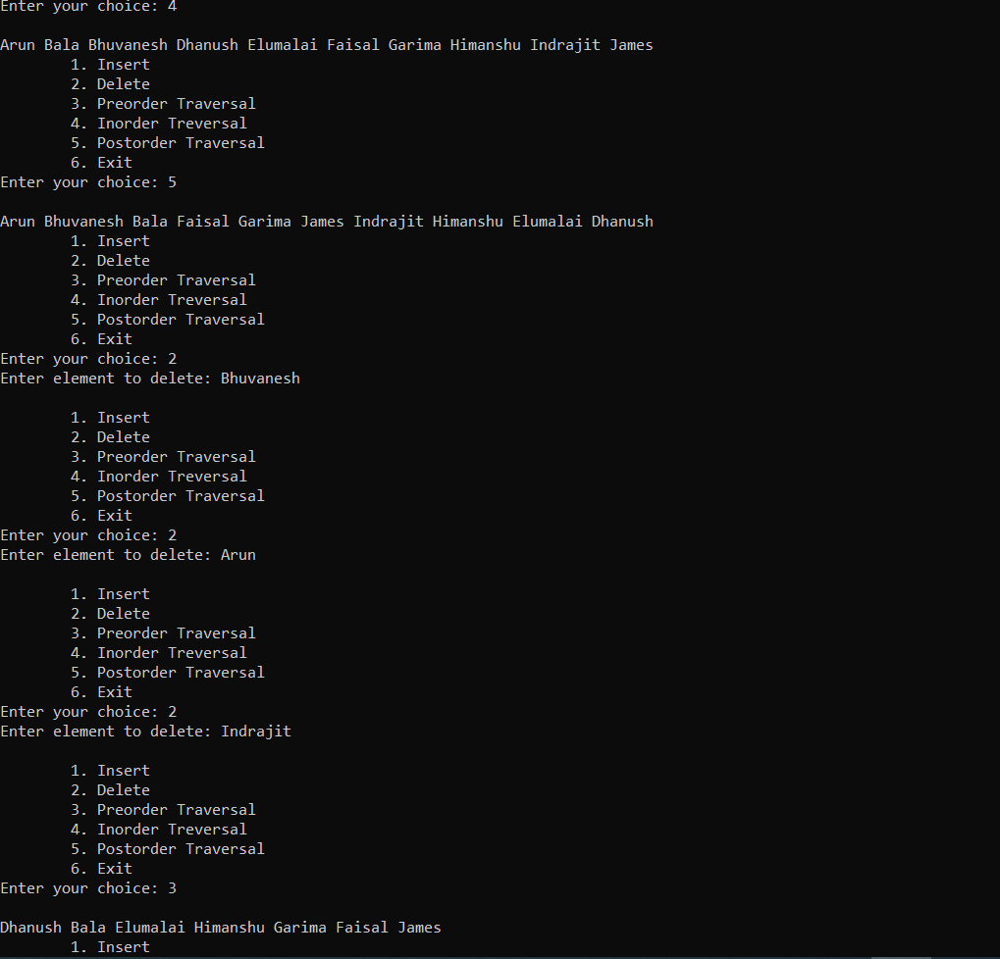 Enter your choice: 4
Arun Bala Bhuvanesh Dhanush Elumalai Faisal Garima Himanshu Indrajit James
1. Insert
2. Delete
3. Preorder Traversal
4. Inorder Treversal
5. Postorder Traversal
6. Exit
Enter your choice: 5
Arun Bhuvanesh Bala Faisal Garima James Indrajit Himanshu Elumalai Dhanush
1. Insert
2. Delete
3. Preorder Traversal
4. Inorder Treversal
5. Postorder Traversal
6. Exit
Enter your choice: 2
Enter element to delete: Bhuvanesh
1. Insert
2. Delete
3. Preorder Traversal
4. Inorder Treversal
5. Postorder Traversal
6. Exit
Enter your choice: 2
Enter element to delete: Arun
1. Insert
2. Delete
3. Preorder Traversal
4. Inorder Treversal
5. Postorder Traversal
6. Exit
Enter your choice: 2
Enter element to delete: Indrajit
1. Insert
2. Delete
3. Preorder Traversal
4. Inorder Treversal
5. Postorder Traversal
6. Exit
Enter your choice: 3
Dhanush Bala Elumalai Himanshu Garima Faisal James
1. Insert